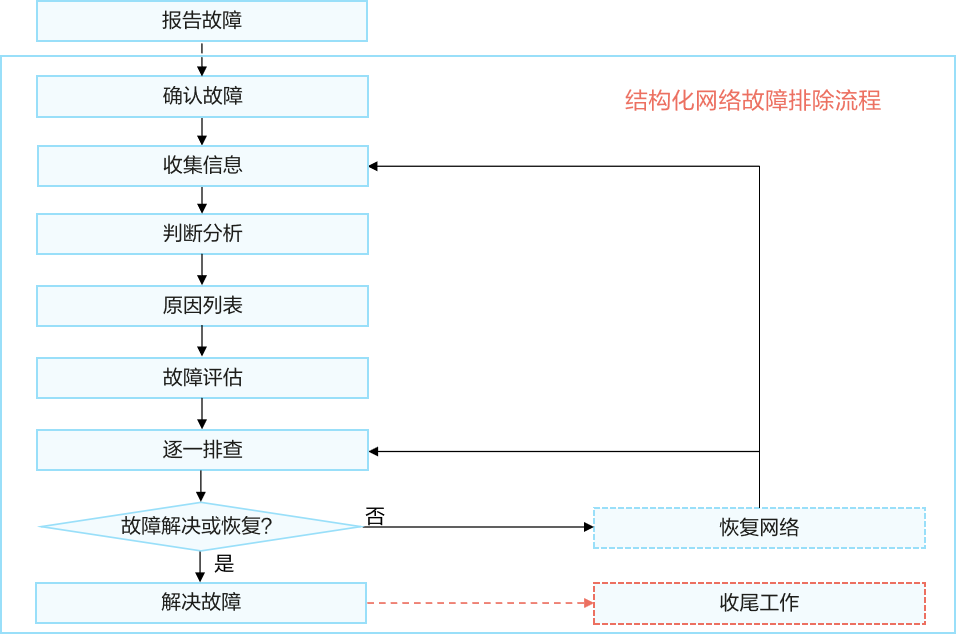 报告故障
确认故障
结构化网络故障排除流程
收集信息
判断分析
原因列表
故障评估
逐一排查
故障解决或恢复?
否
恢复网络
是
解决故障
收尾工作